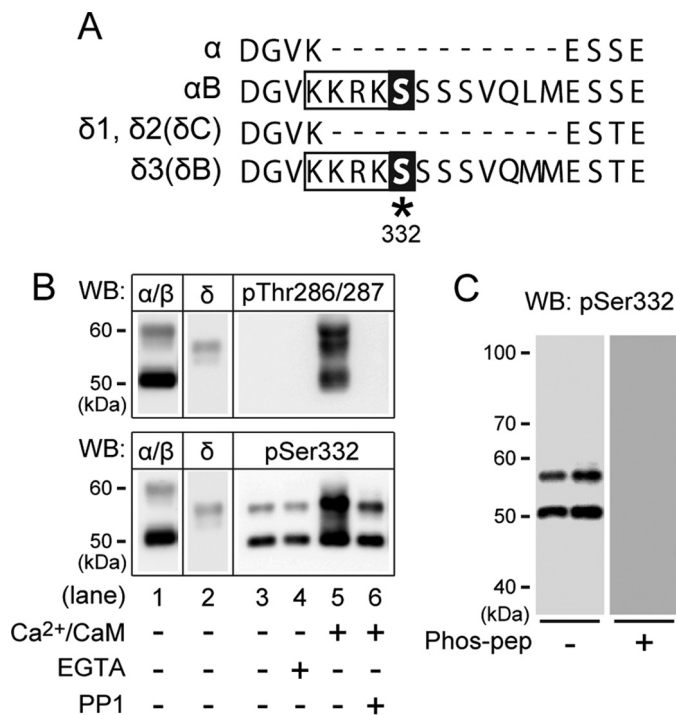 A
α DGVK-----------ESSE
αB DGVKKRKSSSSVQLMESSE
δ1, δ2(δC) DGVK-----------ESTE
δ3(δB) DGVKKRKSSSSVQMMESTE
*
332
B
WB: α/β δ pThr286/287
60
50
(kDa)
WB: α/β δ pSer332
60
50
(kDa)
(lane) 1 2 3 4 5 6
Ca2+/CaM - - - - + +
EGTA - - - + - -
PP1 - - - - - +
C
WB: pSer332
100
70
60
50
40
(kDa)
Phos-pep - +